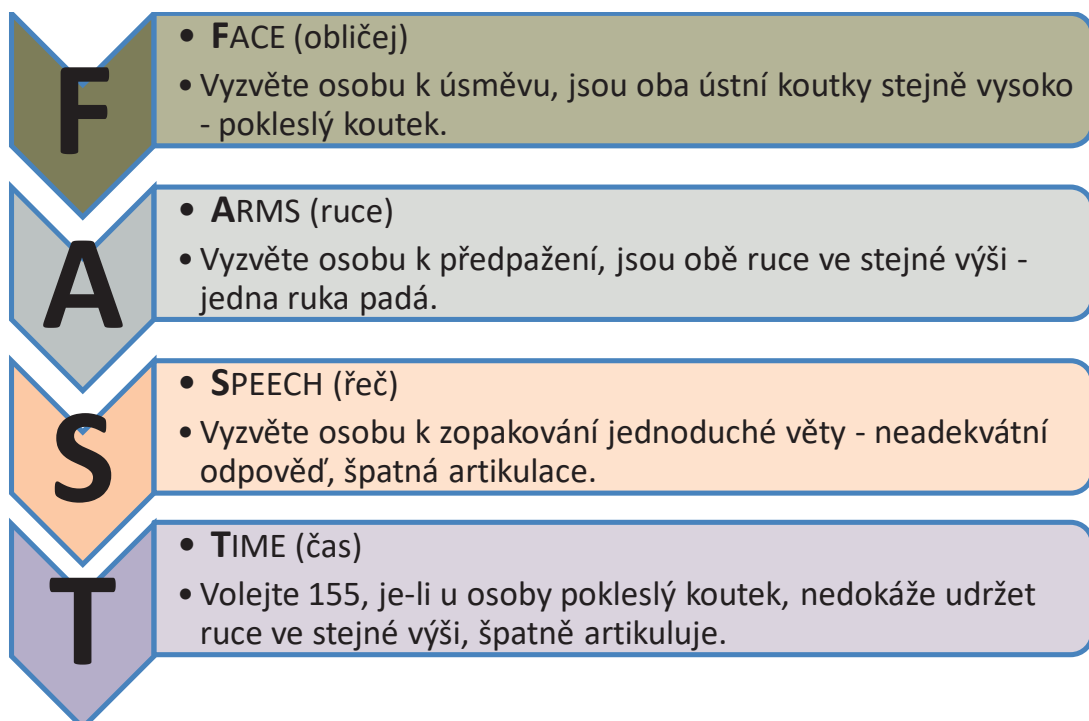 F
• FACE (obličej)
• Vyzvěte osobu k úsměvu, jsou oba ústní koutky stejně vysoko
- pokleslý koutek.
A
• ARMS (ruce)
• Vyzvěte osobu k předpažení, jsou obě ruce ve stejné výši -
jedna ruka padá.
S
• SPEECH (řeč)
• Vyzvěte osobu k zopakování jednoduché věty - neadekvátní
odpověď, špatná artikulace.
T
• TIME (čas)
• Volejte 155, je-li u osoby pokleslý koutek, nedokáže udržet
ruce ve stejné výši, špatně artikuluje.